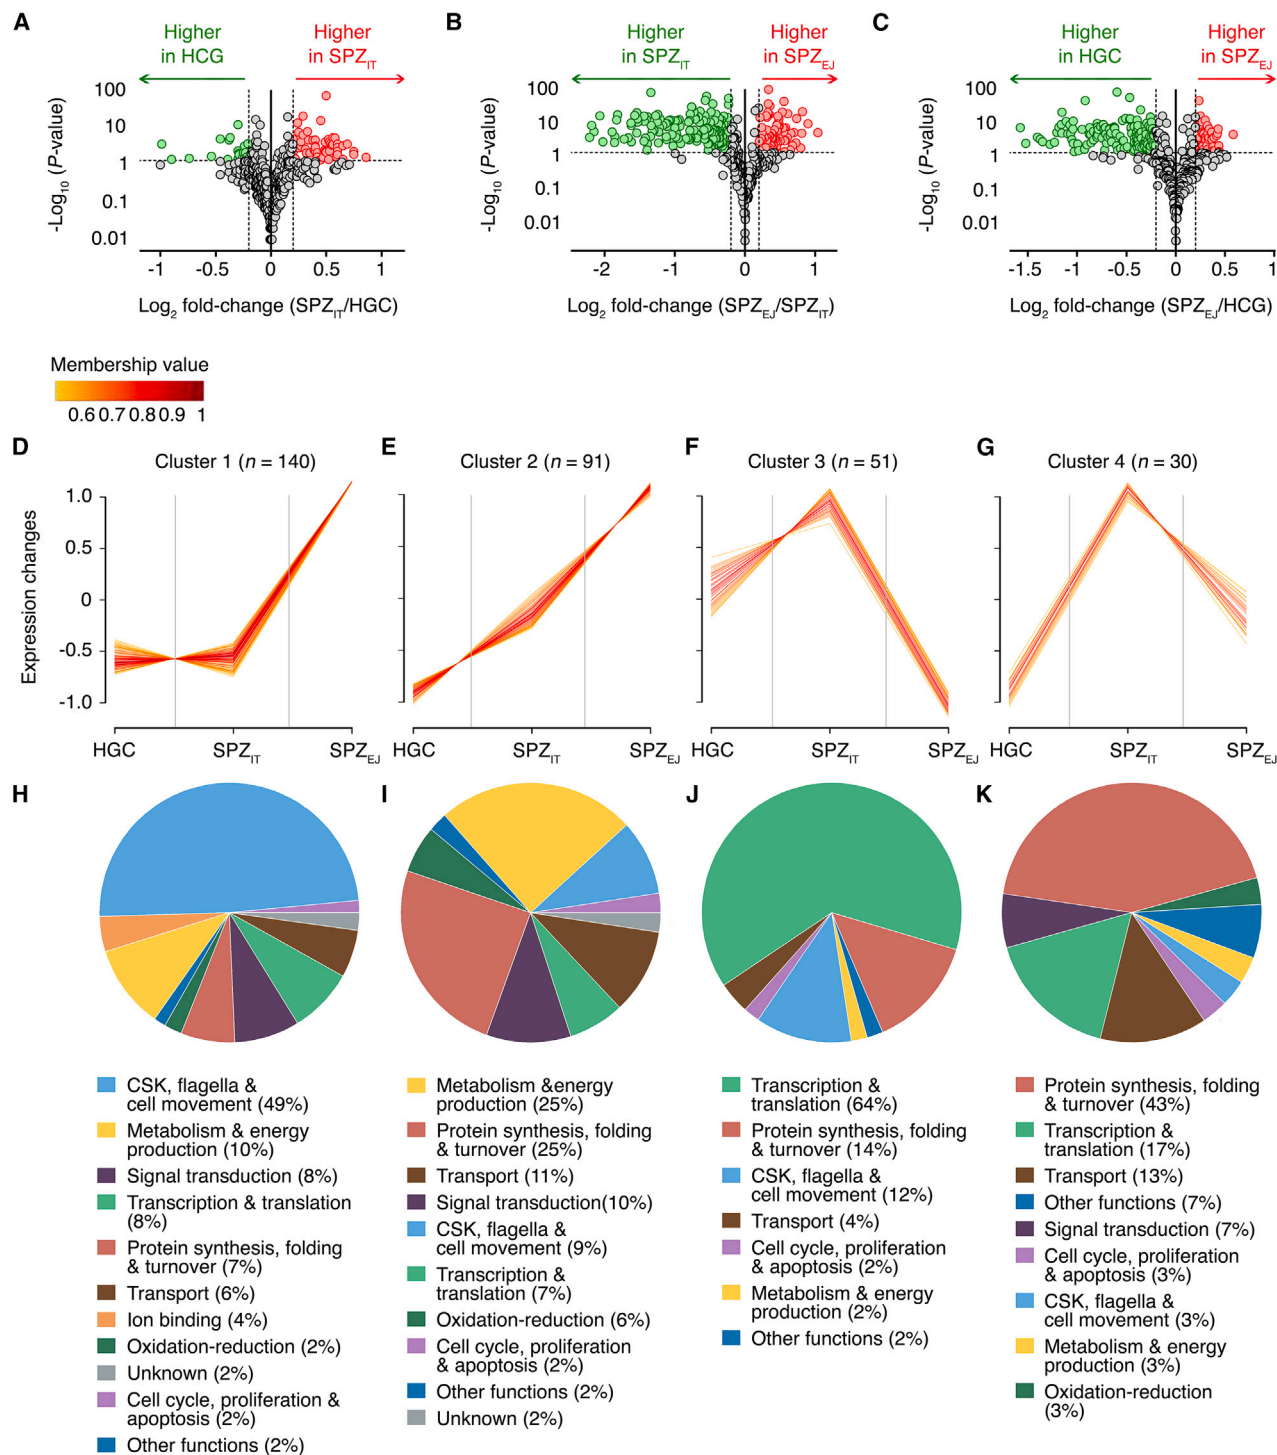 A
Higher
in HCG
Higher
in SPZIT
100
10
1
0.1
0.01
-Log10 (P-value)
-1
-0.5
0
0.5
1
Log2 fold-change (SPZIT/HGC)
B
Higher
in SPZIT
Higher
in SPZEJ
100
10
1
0.1
0.01
-Log10 (P-value)
-2
-1
0
1
Log2 fold-change (SPZEJ/SPZIT)
C
Higher
in HGC
Higher
in SPZEJ
100
10
1
0.1
0.01
-Log10 (P-value)
-1.5
-1
-0.5
0
0.5
1
Log2 fold-change (SPZEJ/HCG)
Membership value
0.6 0.7 0.8 0.9 1
D
Cluster 1 (n = 140)
Expression changes
1.0
0.5
0
-0.5
-1.0
HGC
SPZIT
SPZEJ
E
Cluster 2 (n = 91)
HGC
SPZIT
SPZEJ
F
Cluster 3 (n = 51)
HGC
SPZIT
SPZEJ
G
Cluster 4 (n = 30)
HGC
SPZIT
SPZEJ
H
CSK, flagella &
cell movement (49%)
Metabolism & energy
production (10%)
Signal transduction (8%)
Transcription & translation
(8%)
Protein synthesis, folding
& turnover (7%)
Transport (6%)
Ion binding (4%)
Oxidation-reduction (2%)
Unknown (2%)
Cell cycle, proliferation &
apoptosis (2%)
Other functions (2%)
I
Metabolism &energy
production (25%)
Protein synthesis, folding
& turnover (25%)
Transport (11%)
Signal transduction(10%)
CSK, flagella &
cell movement (9%)
Transcription &
translation (7%)
Oxidation-reduction (6%)
Cell cycle, proliferation
& apoptosis (2%)
Other functions (2%)
Unknown (2%)
J
Transcription &
translation (64%)
Protein synthesis, folding
& turnover (14%)
CSK, flagella &
cell movement (12%)
Transport (4%)
Cell cycle, proliferation
& apoptosis (2%)
Metabolism & energy
production (2%)
Other functions (2%)
K
Protein synthesis, folding
& turnover (43%)
Transcription &
translation (17%)
Transport (13%)
Other functions (7%)
Signal transduction (7%)
Cell cycle, proliferation
& apoptosis (3%)
CSK, flagella &
cell movement (3%)
Metabolism & energy
production (3%)
Oxidation-reduction
(3%)